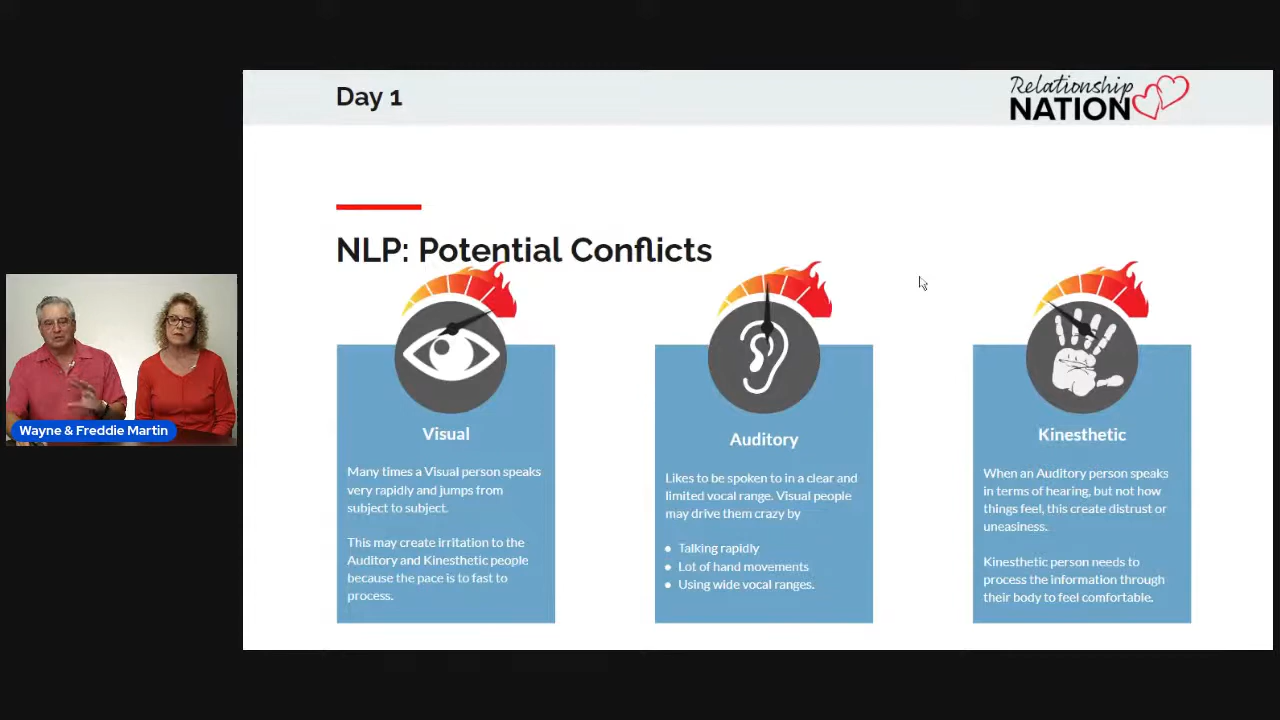 Day 1
Relationship
NATION
NLP: Potential Conflicts
Wayne & Freddie Martin
Visual
Many times a Visual person speaks
very rapidly and jumps from
subject to subject.
This may create irritation to the
Auditory and Kinesthetic people
because the pace is to fast to
process.
Auditory
Likes to be spoken to in a clear and
limited vocal range. Visual people
may drive them crazy by
● Talking rapidly
● Lot of hand movements
● Using wide vocal ranges.
Kinesthetic
When an Auditory person speaks
in terms of hearing, but not how
things feel, this create distrust or
uneasiness.
Kinesthetic person needs to
process the information through
their body to feel comfortable.